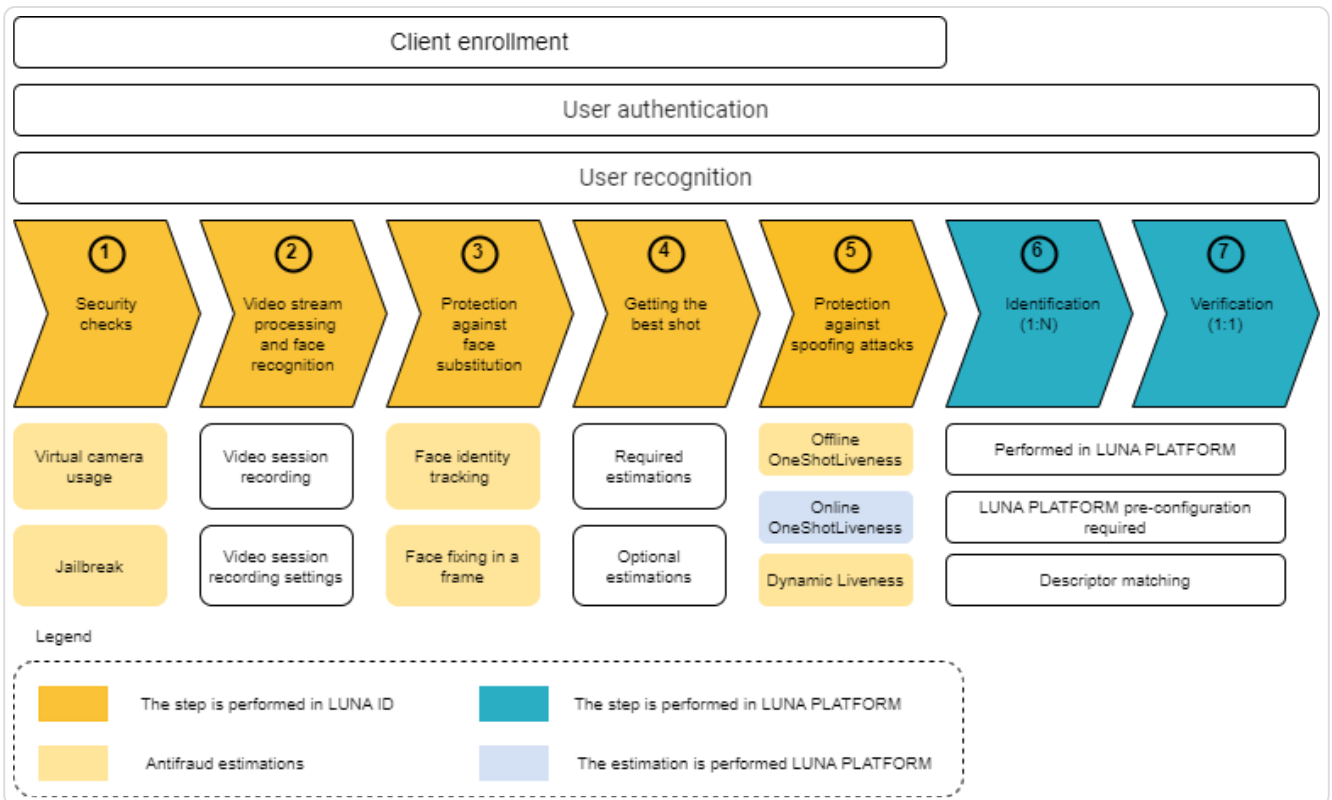 Client enrollment
User authentication
User recognition
1
Security
checks
2
Video stream
processing
and face
recognition
3
Protection
against
face
substitution
4
Getting the
best shot
5
Protection
against
spoofing attacks
6
Identification
(1:N)
7
Verification
(1:1)
Virtual camera
usage
Jailbreak
Video session
recording
Video session
recording settings
Face identity
tracking
Face fixing in a
frame
Required
estimations
Optional
estimations
Offline
OneShotLiveness
Online
OneShotLiveness
Dynamic Liveness
Performed in LUNA PLATFORM
LUNA PLATFORM pre-configuration
required
Descriptor matching
Legend
The step is performed in LUNA ID
The step is performed in LUNA PLATFORM
Antifraud estimations
The estimation is performed LUNA PLATFORM